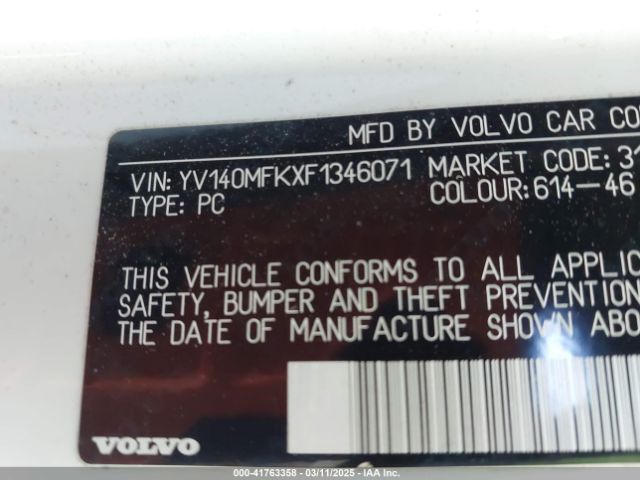 MFD BY VOLVO CAR CO
VIN: YV140MFKXF1346071 MARKET CODE: 31
TYPE: PC COLOUR: 614-46
THIS VEHICLE CONFORMS TO ALL APPLIC
SAFETY, BUMPER AND THEFT PREVENTION
THE DATE OF MANUFACTURE SHOWN ABO
VOLVO
000-41763358 - 03/11/2025 - IAA Inc. (IAA)